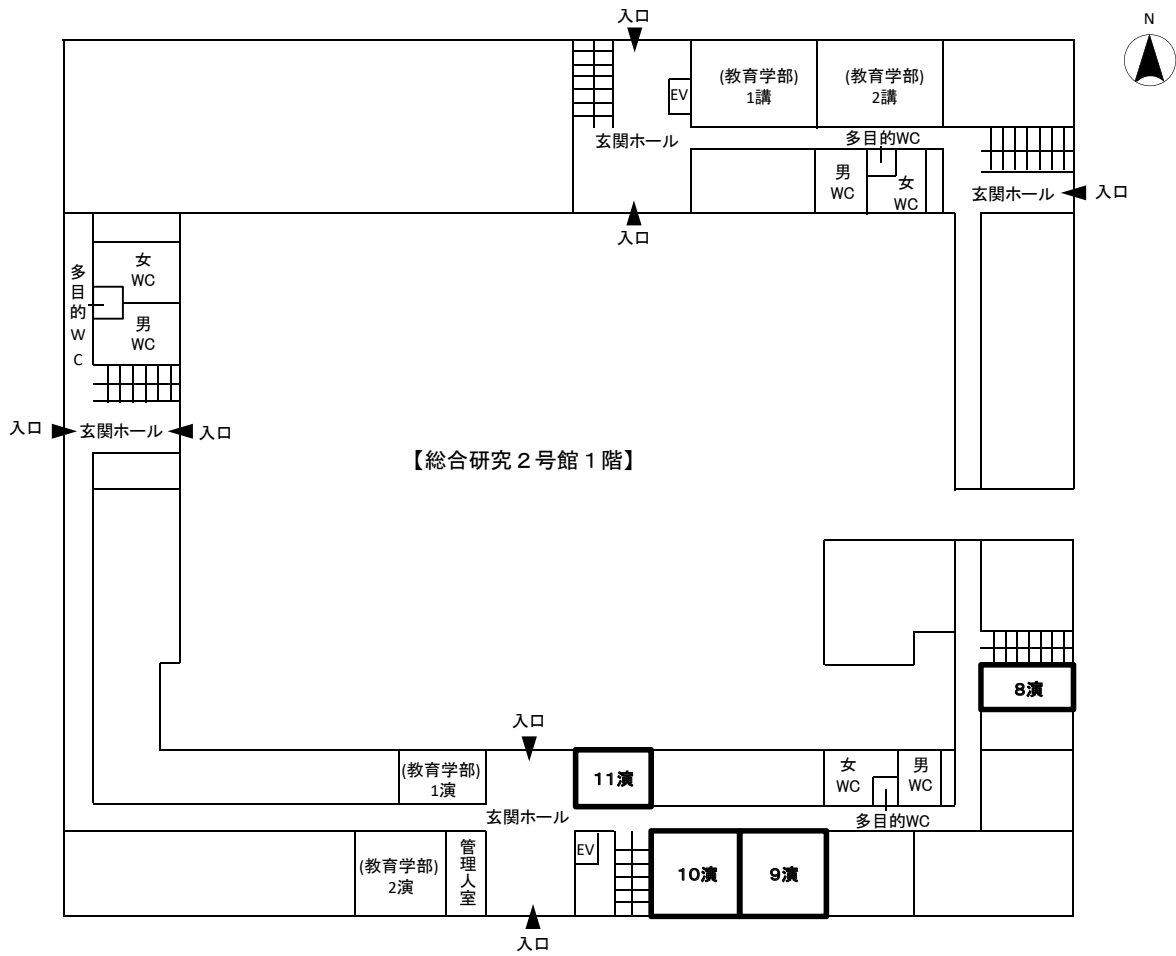 入口
N
EV
(教育学部)
1講
(教育学部)
2講
玄関ホール
多目的WC
男
WC
女
WC
玄関ホール
入口
入口
女
WC
多目的WC
男
WC
入口
玄関ホール
入口
【総合研究２号館１階】
8演
入口
(教育学部)
1演
11演
女
WC
男
WC
玄関ホール
多目的WC
(教育学部)
2演
管理人室
EV
10演
9演
入口